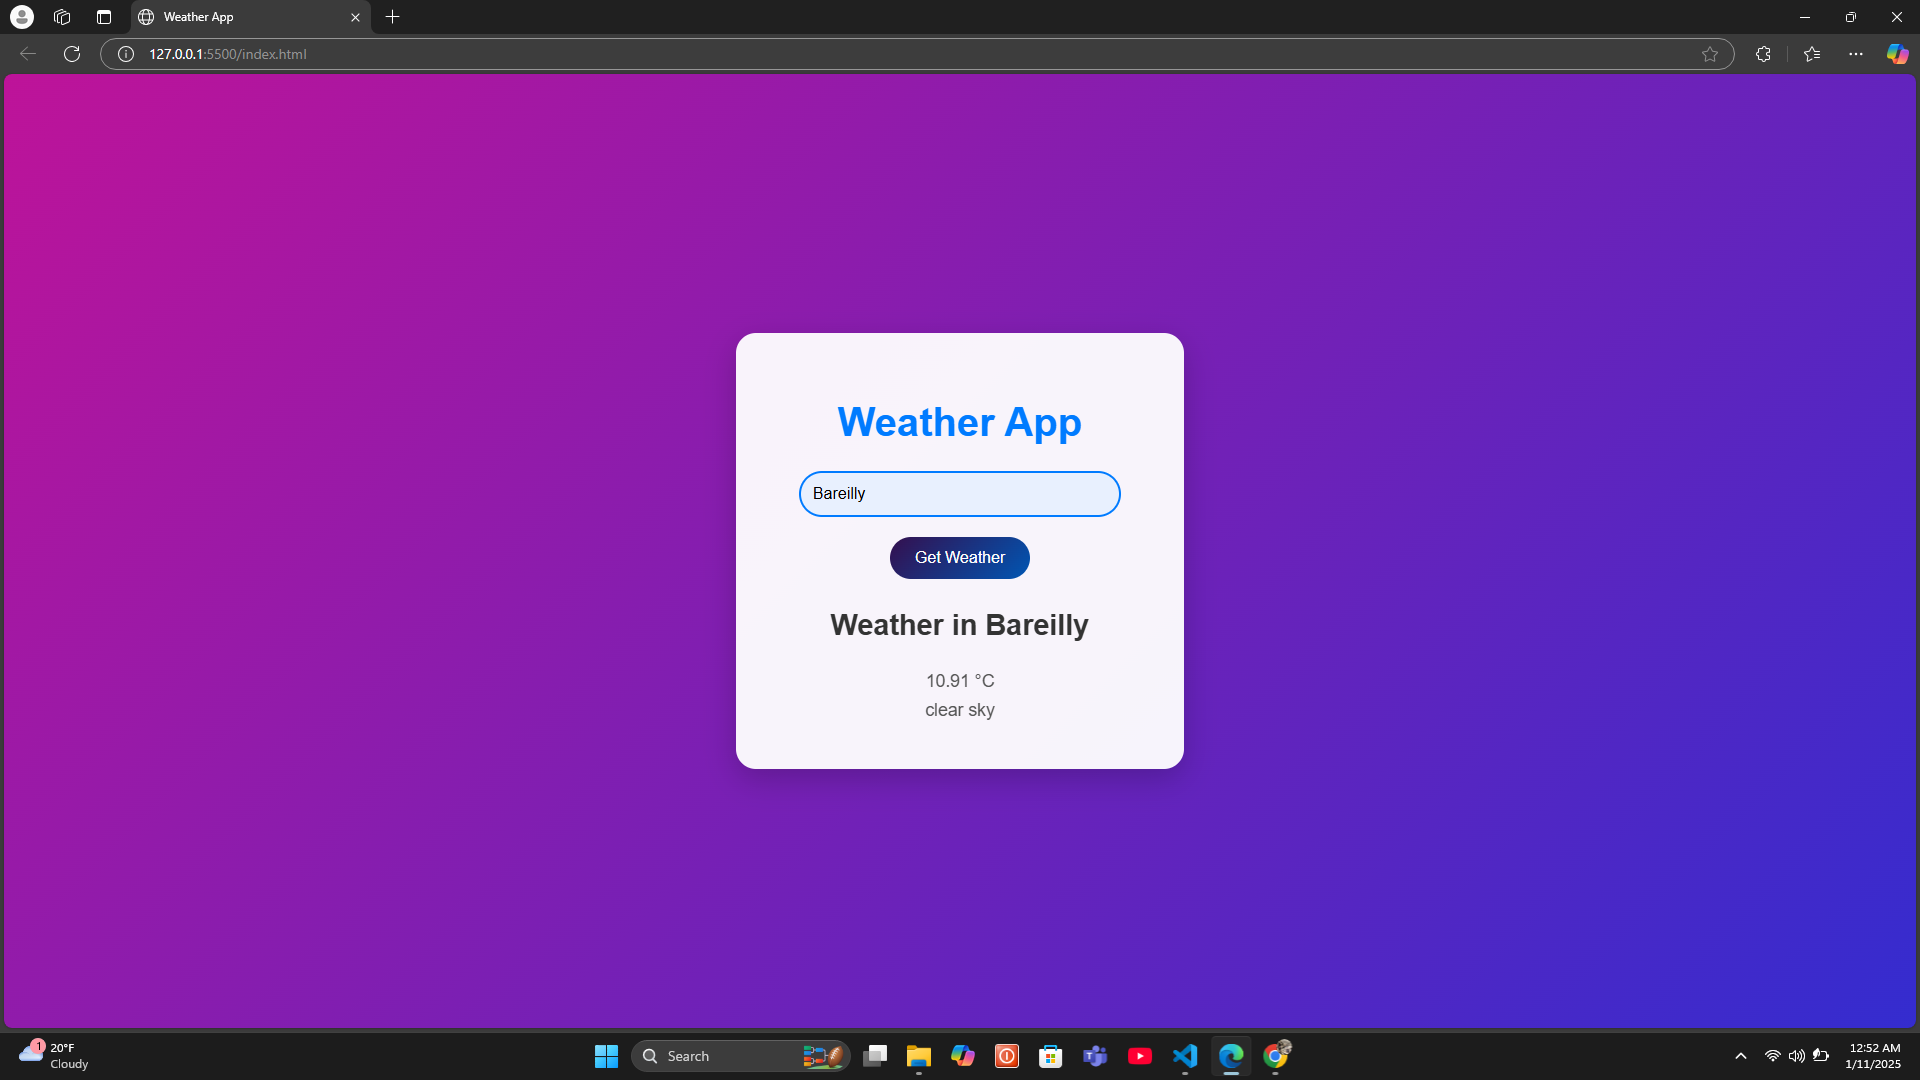 Weather App
127.0.0.1:5500/index.html
Weather App
Bareilly
Get Weather
Weather in Bareilly
10.91 °C
clear sky
1
20°F
Cloudy
Search
12:52 AM
1/11/2025